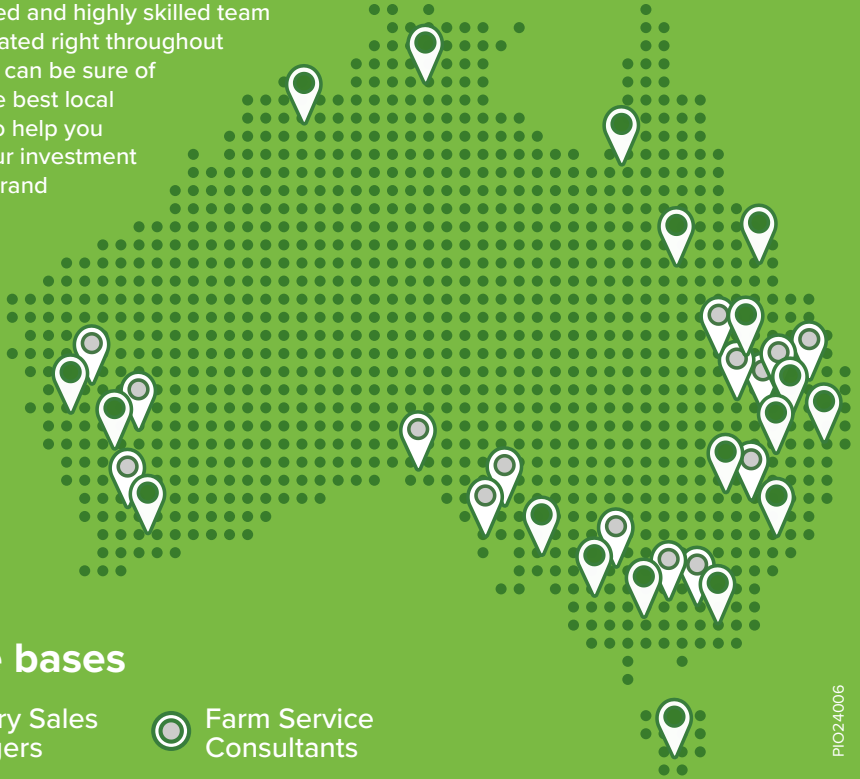 ed and highly skilled team
ated right throughout
can be sure of
e best local
o help you
ur investment
rand
e bases
ry Sales
gers
Farm Service
Consultants
PIO24006